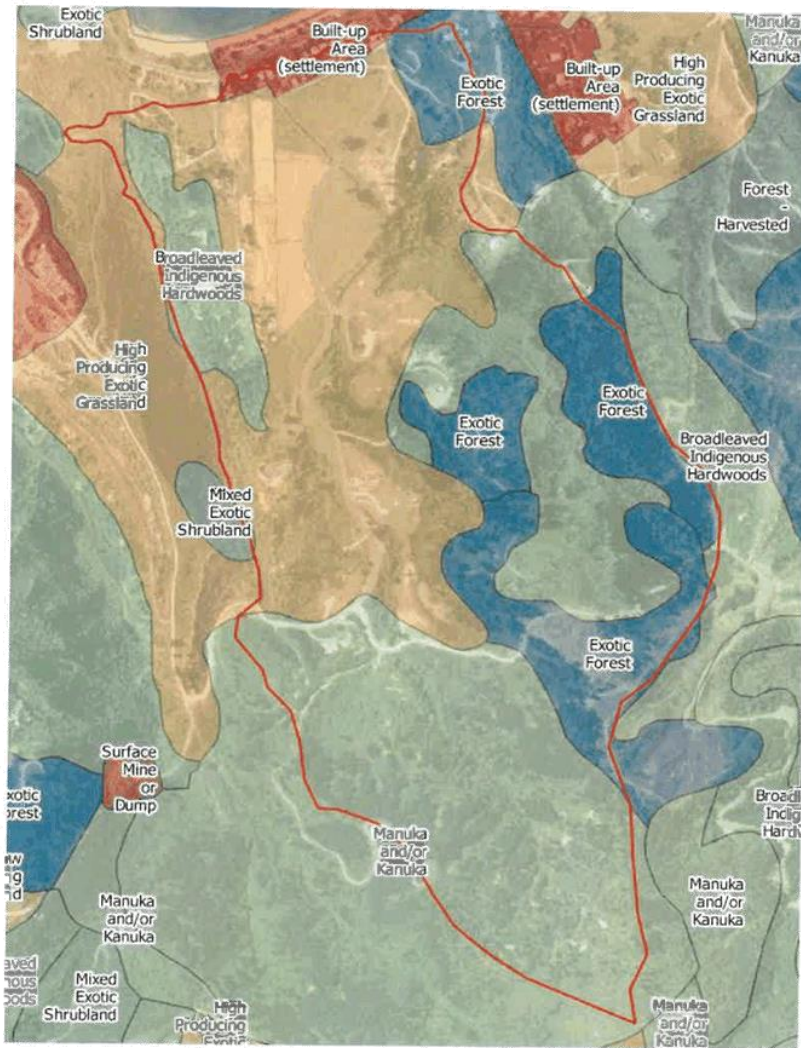 Exotic
Shrubland
Built-up
Area
(settlement)
Exotic
Forest
Built-up
Area
(settlement)
High
Producing
Exotic
Grassland
Manuka
and/or
Kanuka
Forest
-
Harvested
Broadleaved
Indigenous
Hardwoods
High
Producing
Exotic
Grassland
Exotic
Forest
Exotic
Forest
Broadleaved
Indigenous
Hardwoods
Mixed
Exotic
Shrubland
Exotic
Forest
Surface
Mine
or
Dump
Manuka
and/or
Kanuka
Manuka
and/or
Kanuka
Manuka
and/or
Kanuka
Mixed
Exotic
Shrubland
High
Producing
Exotic
Manuka
and/or
Kanuka